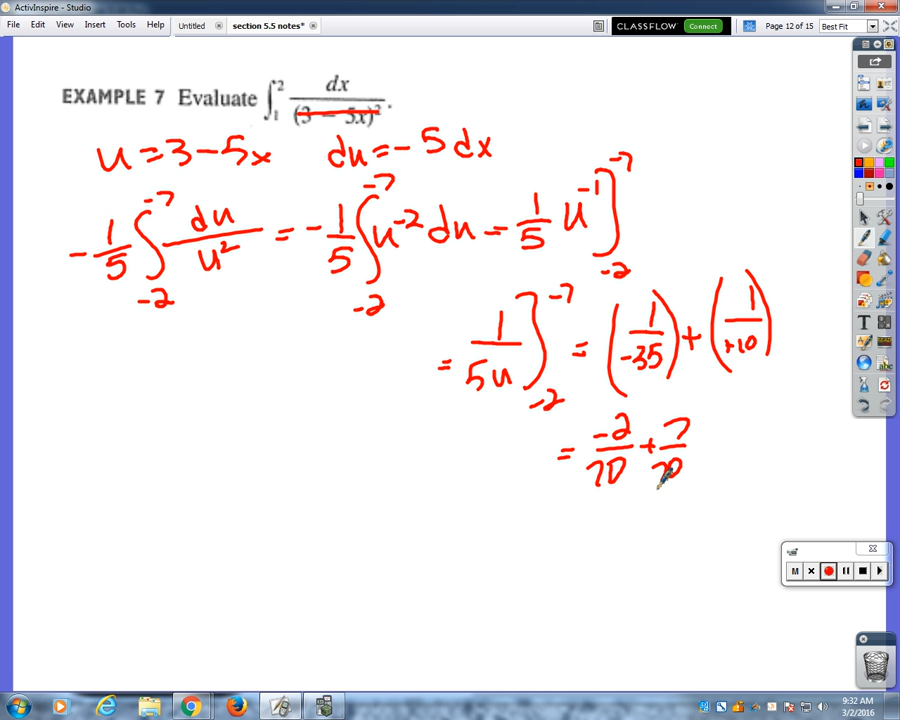 ActivInspire - Studio
File Edit View Insert Tools Help Untitled section 5.5 notes* CLASSFLOW Connect Page 12 of 15 Best Fit
EXAMPLE 7 Evaluate ∫₁² dx/(3 − 5x)².
u = 3 − 5x du = −5 dx
−1/5 ∫₋₂⁻⁷ du/u² = −1/5 ∫₋₂⁻⁷ u⁻² du = 1/5 u⁻¹ ]₋₂⁻⁷
= 1/5u ]₋₂⁻⁷ = (1/−35) + (1/+10)
= −2/70 + 7/70
M
9:32 AM
3/2/2016